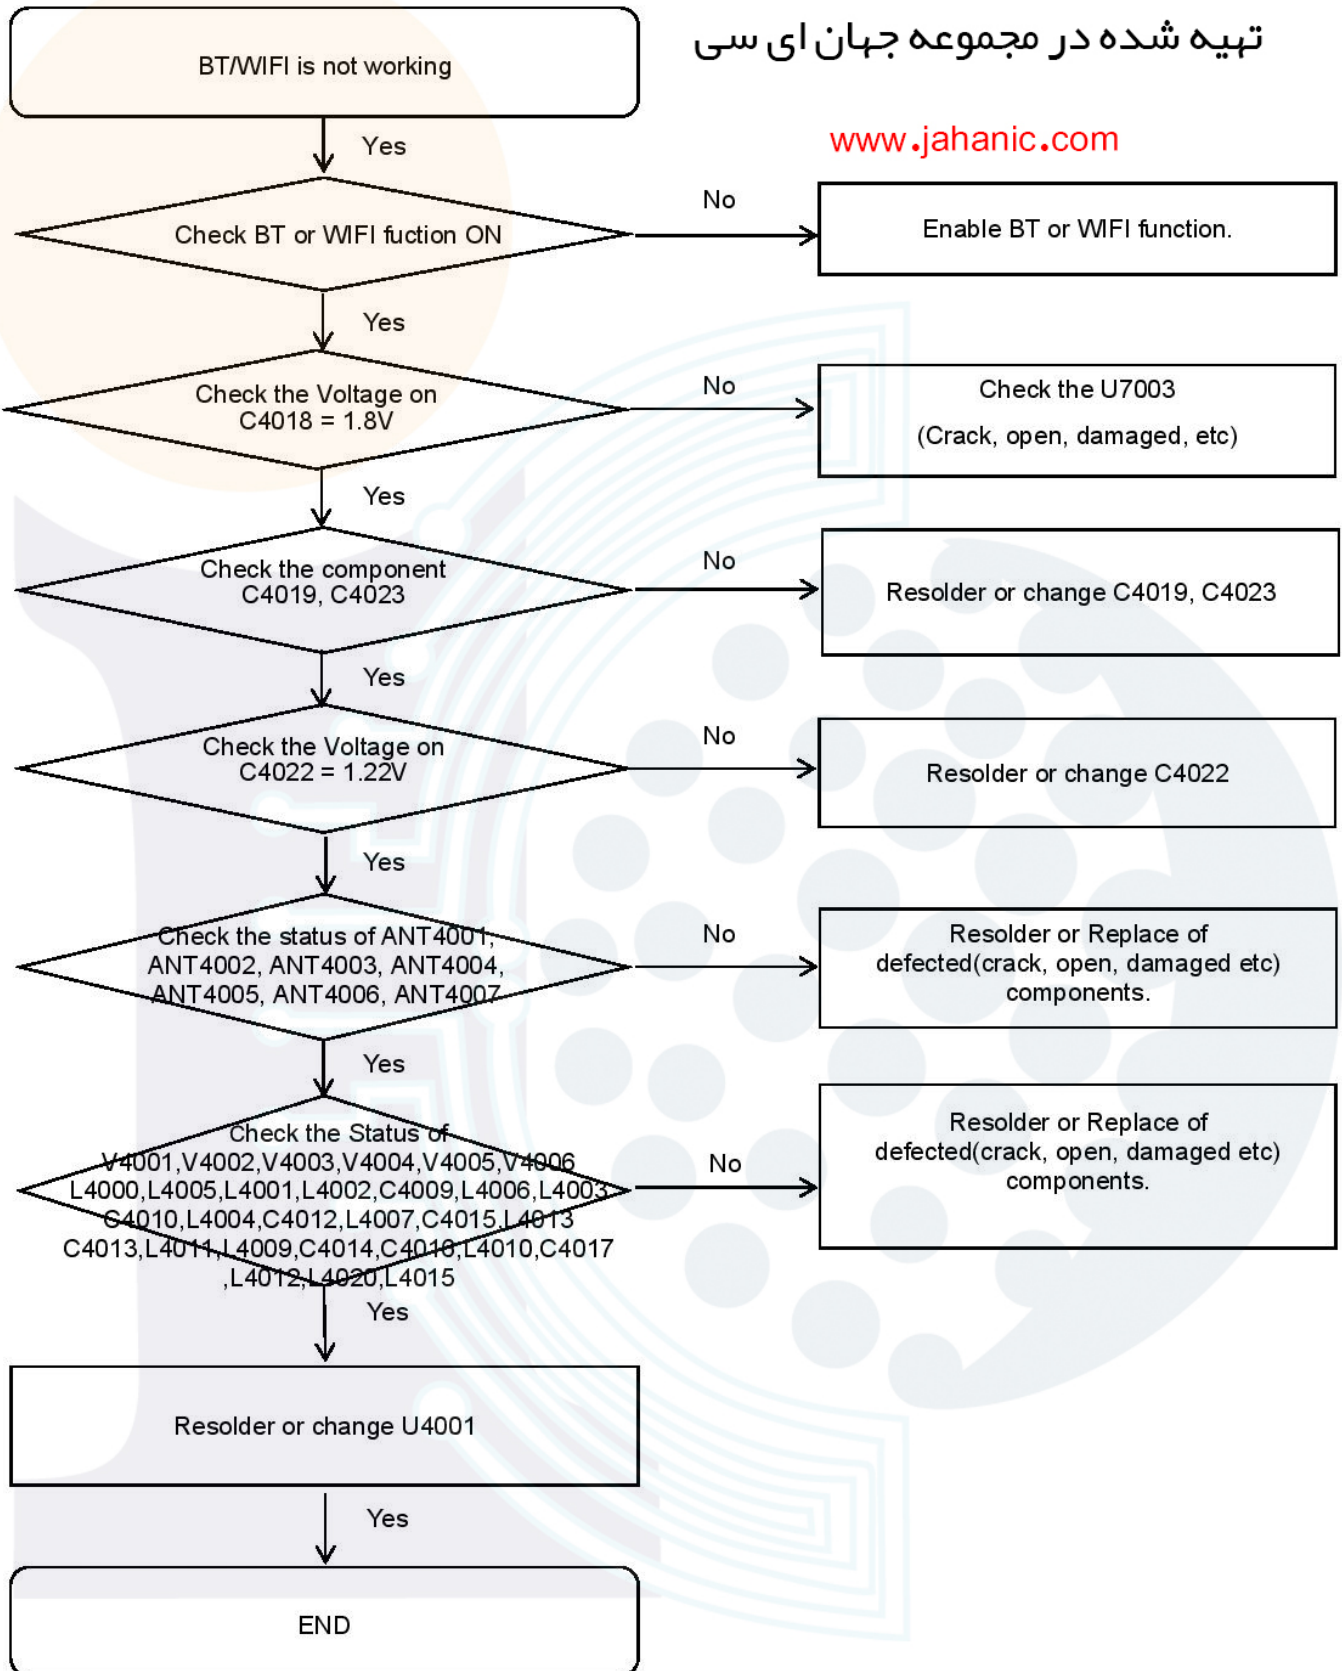 تهیه شده در مجموعه جهان ای سی
www.jahanic.com
BT/WIFI is not working
Yes
Check BT or WIFI fuction ON
No
Enable BT or WIFI function.
Yes
Check the Voltage on
C4018 = 1.8V
No
Check the U7003
(Crack, open, damaged, etc)
Yes
Check the component
C4019, C4023
No
Resolder or change C4019, C4023
Yes
Check the Voltage on
C4022 = 1.22V
No
Resolder or change C4022
Yes
Check the status of ANT4001,
ANT4002, ANT4003, ANT4004,
ANT4005, ANT4006, ANT4007
No
Resolder or Replace of
defected(crack, open, damaged etc)
components.
Yes
Check the Status of
V4001,V4002,V4003,V4004,V4005,V4006
L4000,L4005,L4001,L4002,C4009,L4006,L4003
C4010,L4004,C4012,L4007,C4015,L4013
C4013,L4011,L4009,C4014,C4016,L4010,C4017
,L4012,L4020,L4015
No
Resolder or Replace of
defected(crack, open, damaged etc)
components.
Yes
Resolder or change U4001
Yes
END